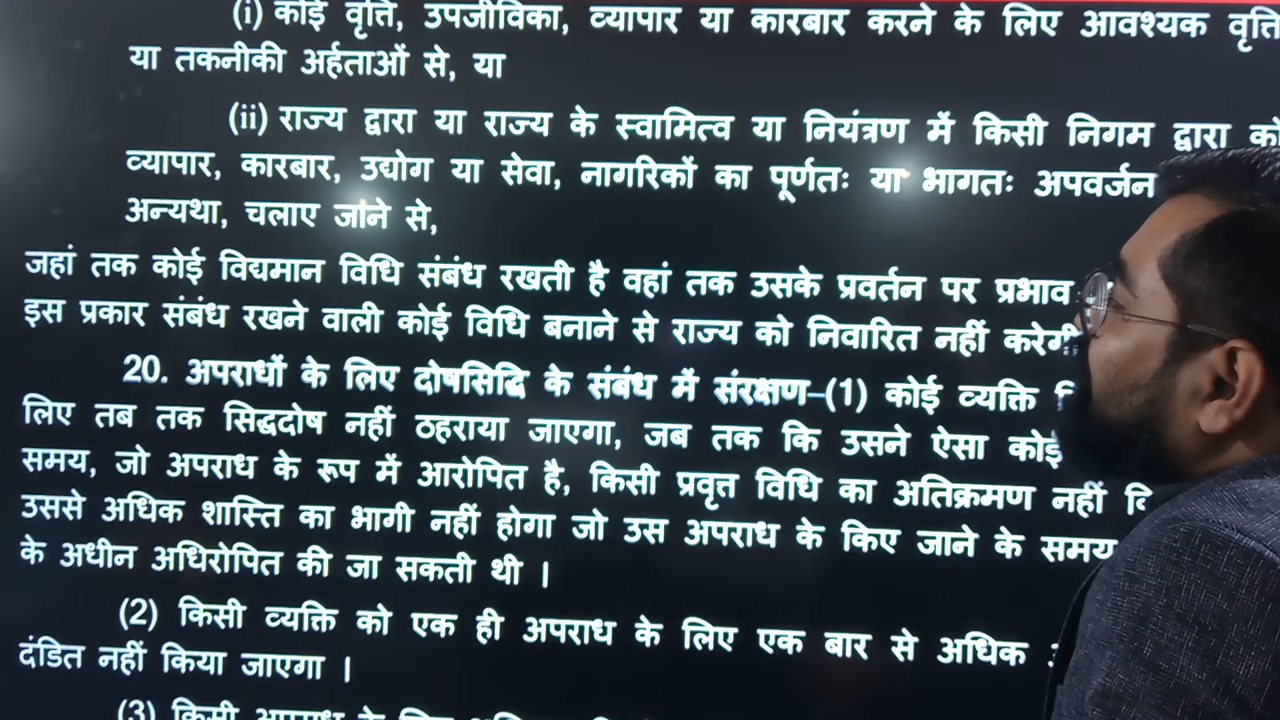 (i) कोई वृत्ति, उपजीविका, व्यापार या कारबार करने के लिए आवश्यक वृत्ति
या तकनीकी अर्हताओं से, या
(ii) राज्य द्वारा या राज्य के स्वामित्व या नियंत्रण में किसी निगम द्वारा
व्यापार, कारबार, उद्योग या सेवा, नागरिकों का पूर्णतः या भागतः अपवर्जन
अन्यथा, चलाए जाने से,
जहां तक कोई विद्यमान विधि संबंध रखती है वहां तक उसके प्रवर्तन पर प्रभाव
इस प्रकार संबंध रखने वाली कोई विधि बनाने से राज्य को निवारित नहीं करेगी
20. अपराधों के लिए दोषसिद्धि के संबंध में संरक्षण–(1) कोई व्यक्ति
लिए तब तक सिद्धदोष नहीं ठहराया जाएगा, जब तक कि उसने ऐसा कोई
समय, जो अपराध के रूप में आरोपित है, किसी प्रवृत्त विधि का अतिक्रमण नहीं
उससे अधिक शास्ति का भागी नहीं होगा जो उस अपराध के किए जाने के समय
के अधीन अधिरोपित की जा सकती थी ।
(2) किसी व्यक्ति को एक ही अपराध के लिए एक बार से अधिक
दंडित नहीं किया जाएगा ।
(3) किसी अपराध के लिए